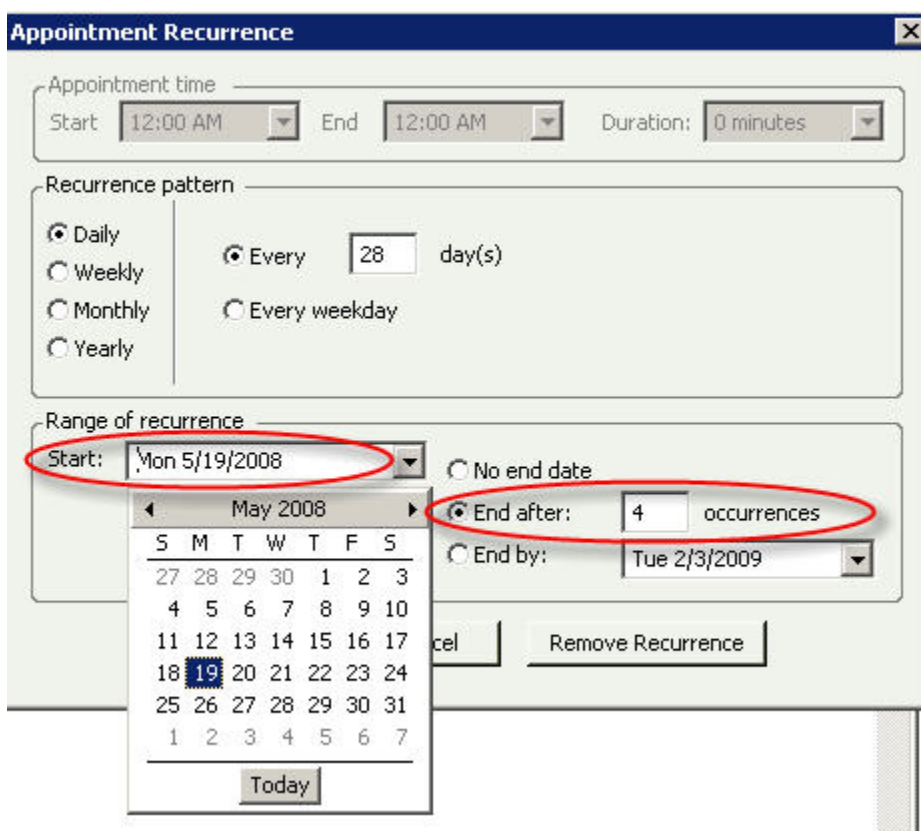 Appointment Recurrence
Appointment time
Start 12:00 AM End 12:00 AM Duration: 0 minutes
Recurrence pattern
Daily
Every 28 day(s)
Weekly
Monthly Every weekday
Yearly
Range of recurrence
Start: Mon 5/19/2008
No end date
May 2008
End after: 4 occurrences
S M T W T F S
End by: Tue 2/3/2009
27 28 29 30 1 2 3
4 5 6 7 8 9 10
11 12 13 14 15 16 17
cel Remove Recurrence
18 19 20 21 22 23 24
25 26 27 28 29 30 31
1 2 3 4 5 6 7
Today